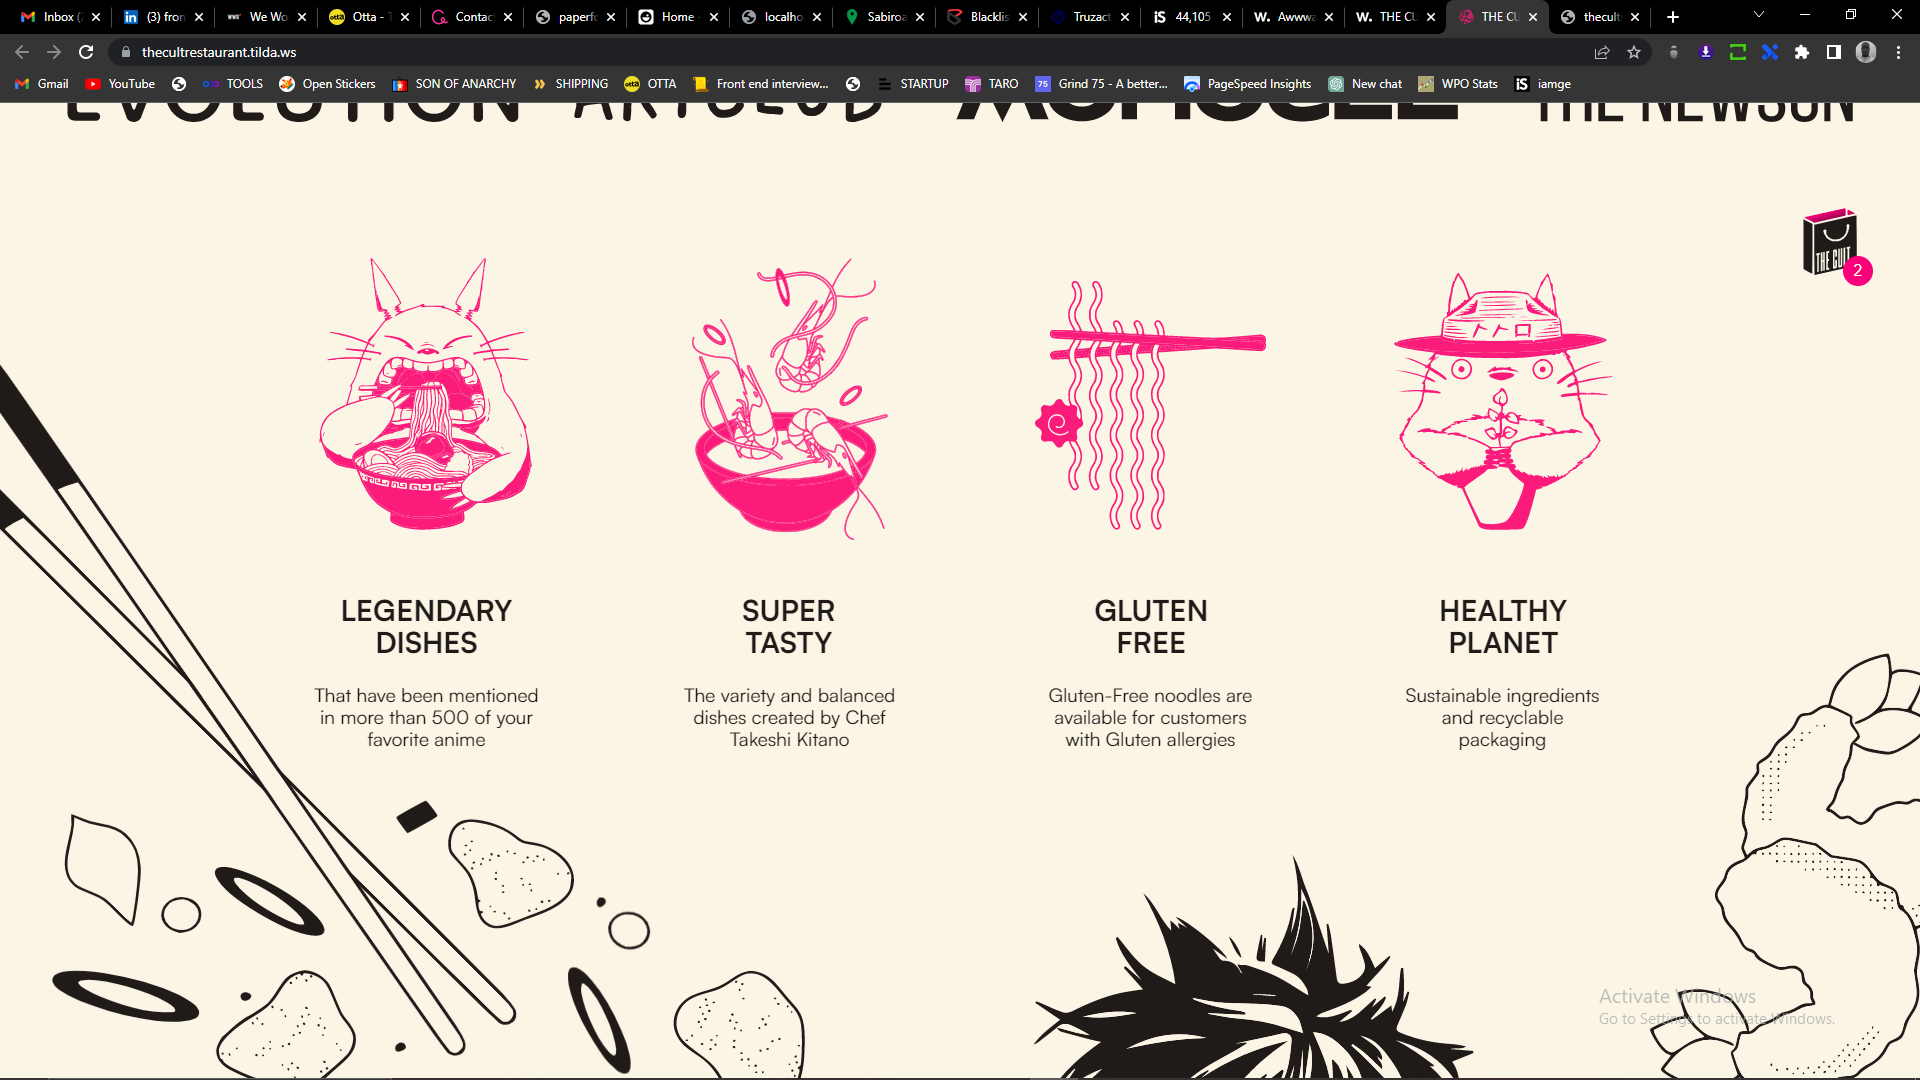 Inbox (
(3) fron
We Wo
Otta -
Contac
paperfo
Home -
localho
Sabiroa
Blacklis
Truzact
44,105
Awwwa
THE CU
THE CU
thecult
thecultrestaurant.tilda.ws
Gmail
YouTube
TOOLS
Open Stickers
SON OF ANARCHY
SHIPPING
OTTA
Front end interview...
STARTUP
TARO
75
Grind 75 - A better...
PageSpeed Insights
New chat
WPO Stats
iamge
EVOLUTION
MONOCLE
THE NEWSUN
THE CULT
2
LEGENDARY
DISHES
That have been mentioned
in more than 500 of your
favorite anime
SUPER
TASTY
The variety and balanced
dishes created by Chef
Takeshi Kitano
GLUTEN
FREE
Gluten-Free noodles are
available for customers
with Gluten allergies
HEALTHY
PLANET
Sustainable ingredients
and recyclable
packaging
Activate Windows
Go to Settings to activate Windows.